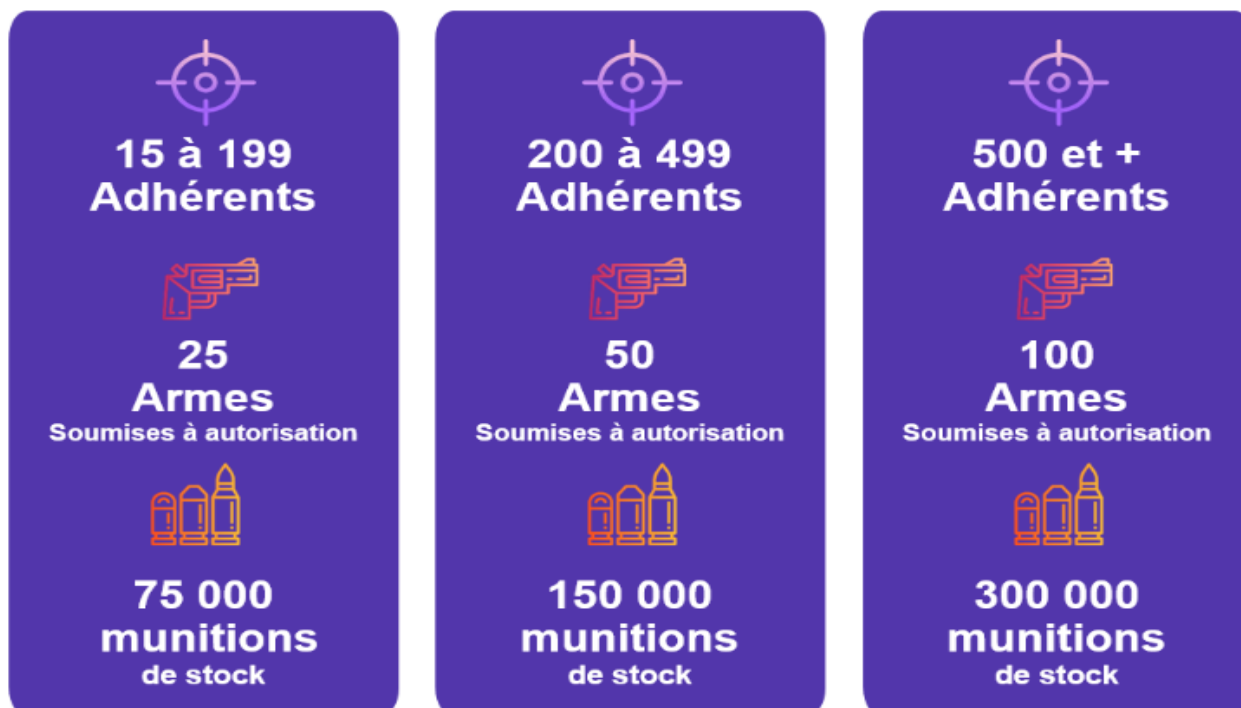 15 à 199
Adhérents
25
Armes
Soumises à autorisation
75 000
munitions
de stock
200 à 499
Adhérents
50
Armes
Soumises à autorisation
150 000
munitions
de stock
500 et +
Adhérents
100
Armes
Soumises à autorisation
300 000
munitions
de stock